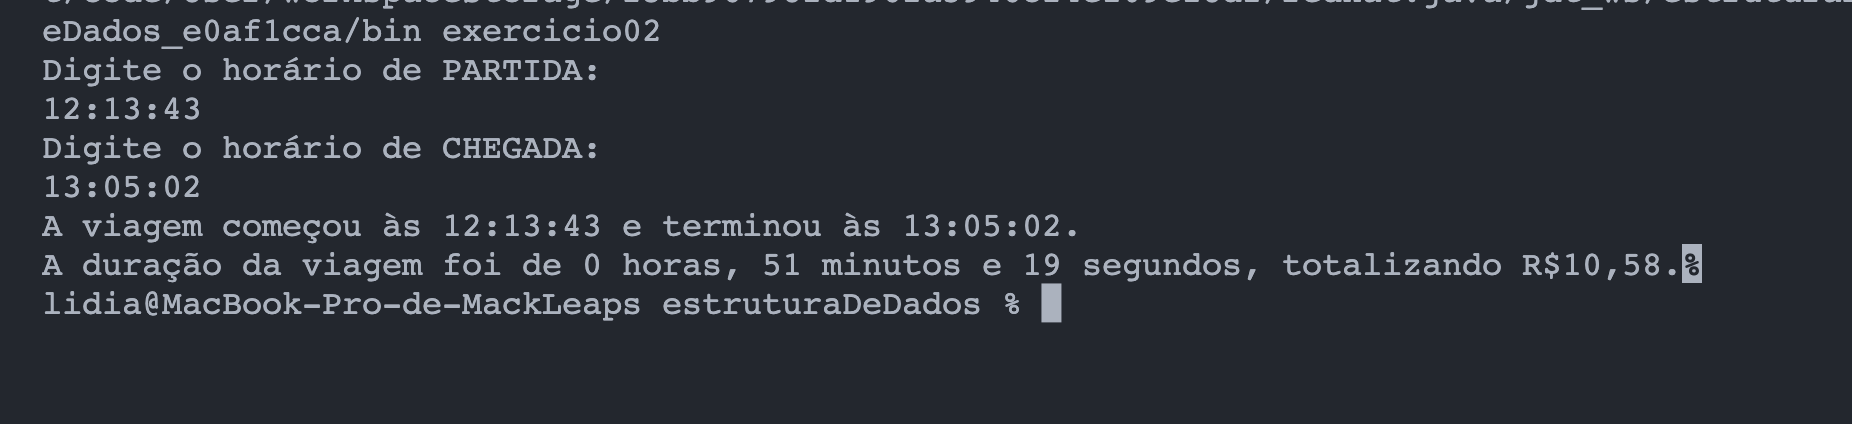 eDados_e0af1cca/bin exercicio02
Digite o horário de PARTIDA:
12:13:43
Digite o horário de CHEGADA:
13:05:02
A viagem começou às 12:13:43 e terminou às 13:05:02.
A duração da viagem foi de 0 horas, 51 minutos e 19 segundos, totalizando R$10,58.%
lidia@MacBook-Pro-de-MackLeaps estruturaDeDados %